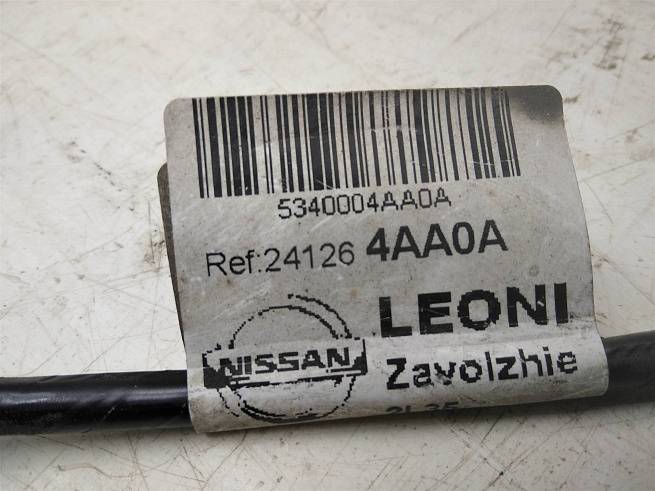 5340004AA0A
Ref:24126 4AA0A
LEONI
NISSAN
Zavolzhie